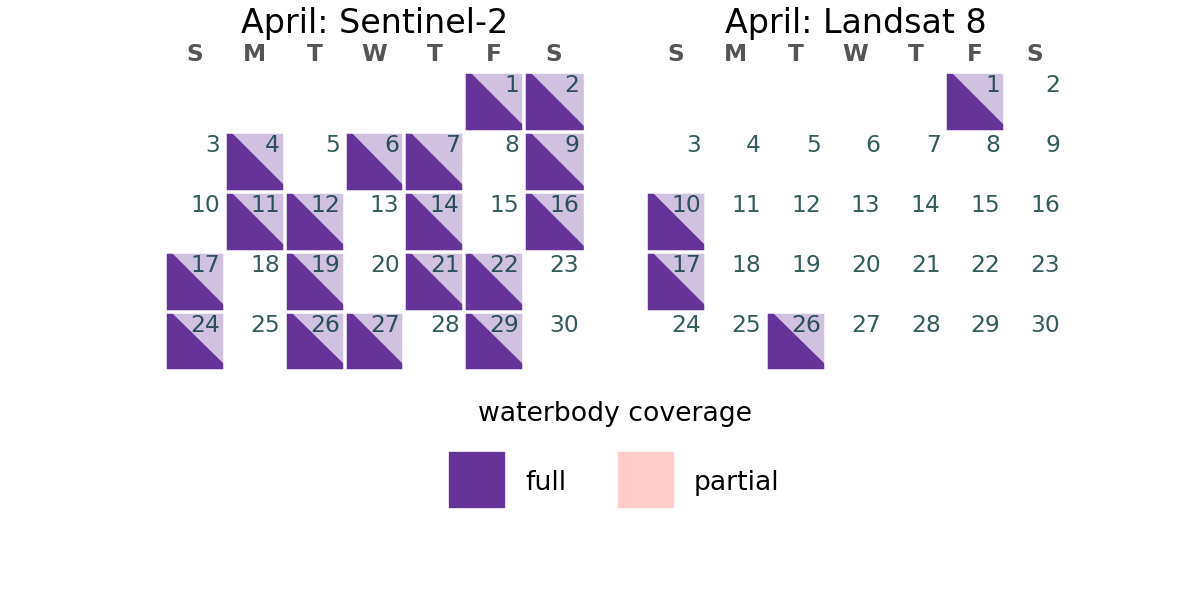 April: Sentinel-2
S M T W T F S
1 2
3 4 5 6 7 8 9
10 11 12 13 14 15 16
17 18 19 20 21 22 23
24 25 26 27 28 29 30
April: Landsat 8
S M T W T F S
1 2
3 4 5 6 7 8 9
10 11 12 13 14 15 16
17 18 19 20 21 22 23
24 25 26 27 28 29 30
waterbody coverage
full partial